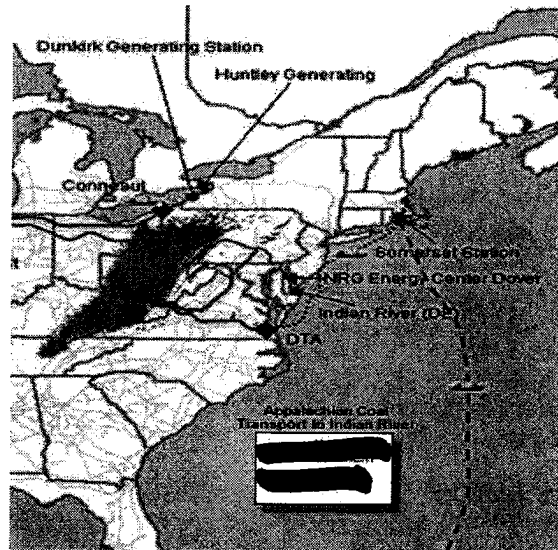 Dunkirk Generating Station
Huntley Generating
Conneaut
Somerset Station
NRG Energy Center Dover
Indian River (DE)
DTA
Appalachian Coal
Transport to Indian River